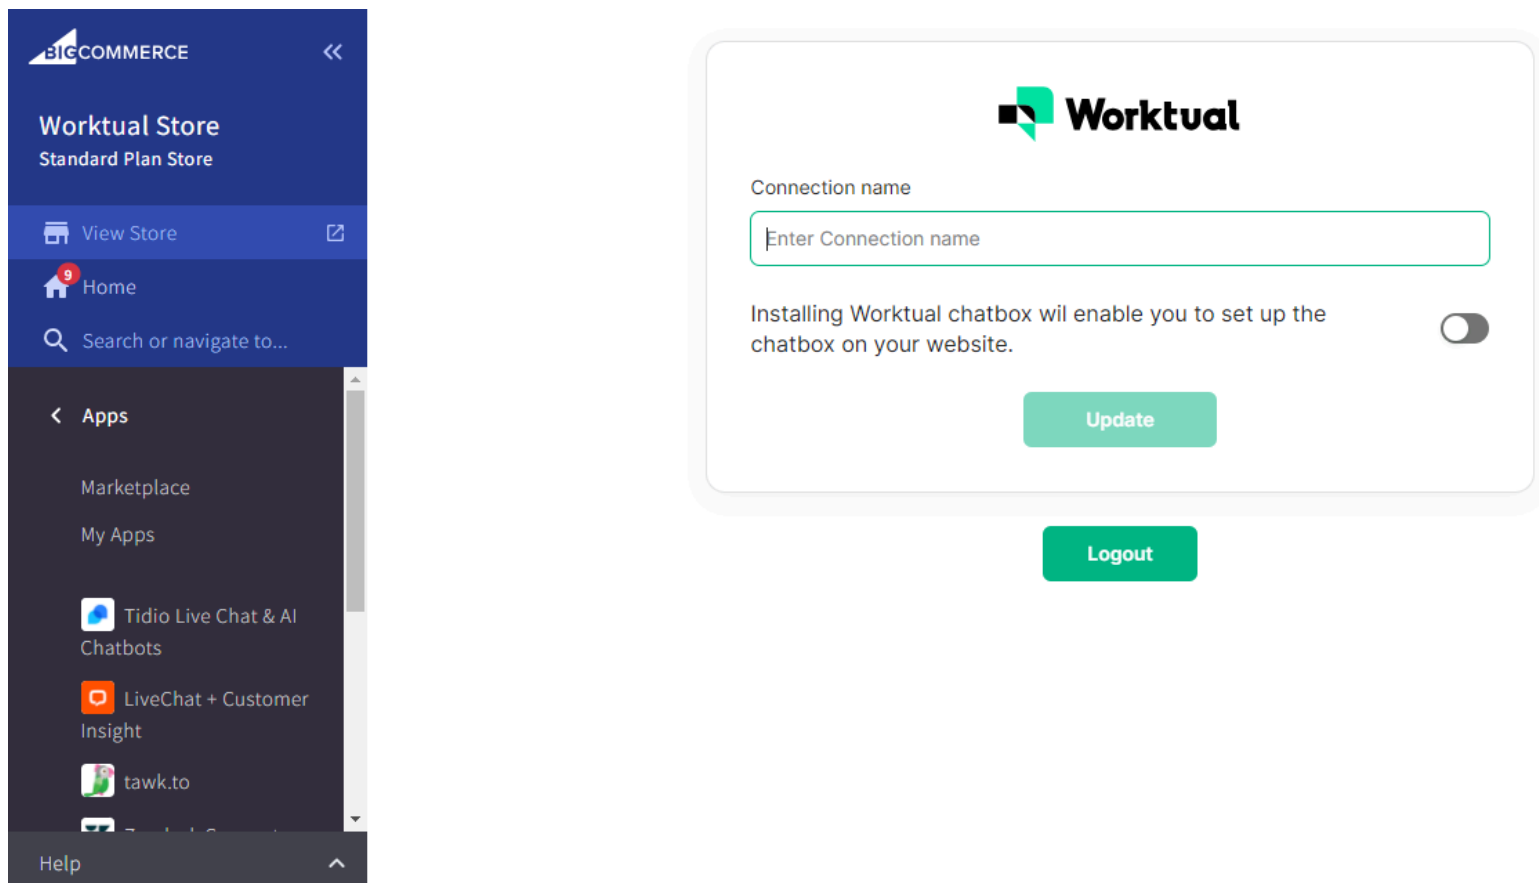 BIGCOMMERCE
Worktual Store
Standard Plan Store
View Store
9
Home
Search or navigate to...
Apps
Marketplace
My Apps
Tidio Live Chat & AI
Chatbots
LiveChat + Customer
Insight
tawk.to
Help
Worktual
Connection name
Enter Connection name
Installing Worktual chatbox wil enable you to set up the
chatbox on your website.
Update
Logout